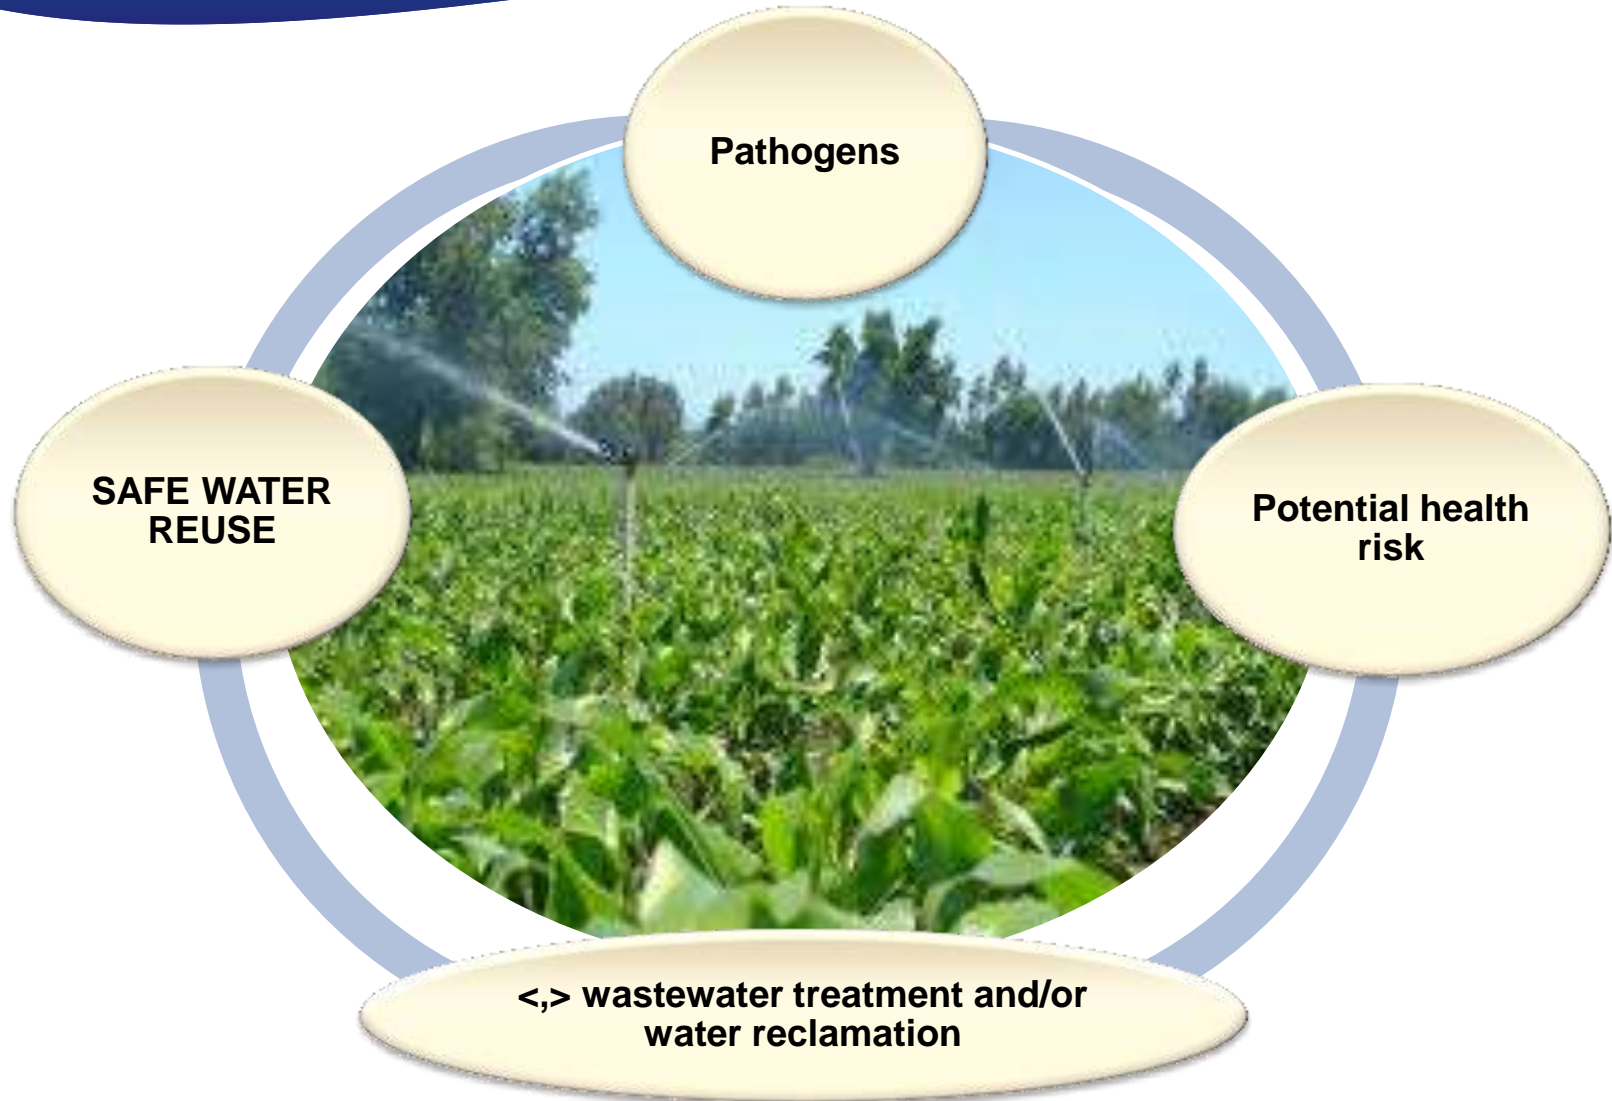 Pathogens
SAFE WATER
REUSE
Potential health
risk
<,> wastewater treatment and/or
water reclamation